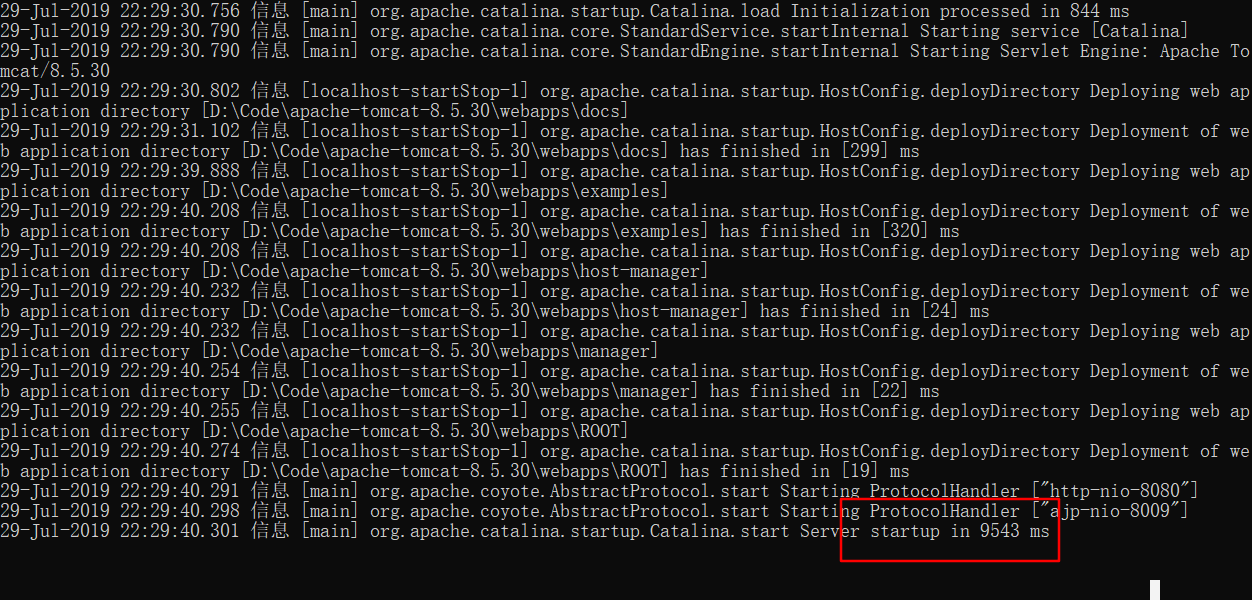 29-Jul-2019 22:29:30.756 信息 [main] org.apache.catalina.startup.Catalina.load Initialization processed in 844 ms
29-Jul-2019 22:29:30.790 信息 [main] org.apache.catalina.core.StandardService.startInternal Starting service [Catalina]
29-Jul-2019 22:29:30.790 信息 [main] org.apache.catalina.core.StandardEngine.startInternal Starting Servlet Engine: Apache To
mcat/8.5.30
29-Jul-2019 22:29:30.802 信息 [localhost-startStop-1] org.apache.catalina.startup.HostConfig.deployDirectory Deploying web ap
plication directory [D:\Code\apache-tomcat-8.5.30\webapps\docs]
29-Jul-2019 22:29:31.102 信息 [localhost-startStop-1] org.apache.catalina.startup.HostConfig.deployDirectory Deployment of we
b application directory [D:\Code\apache-tomcat-8.5.30\webapps\docs] has finished in [299] ms
29-Jul-2019 22:29:39.888 信息 [localhost-startStop-1] org.apache.catalina.startup.HostConfig.deployDirectory Deploying web ap
plication directory [D:\Code\apache-tomcat-8.5.30\webapps\examples]
29-Jul-2019 22:29:40.208 信息 [localhost-startStop-1] org.apache.catalina.startup.HostConfig.deployDirectory Deployment of we
b application directory [D:\Code\apache-tomcat-8.5.30\webapps\examples] has finished in [320] ms
29-Jul-2019 22:29:40.208 信息 [localhost-startStop-1] org.apache.catalina.startup.HostConfig.deployDirectory Deploying web ap
plication directory [D:\Code\apache-tomcat-8.5.30\webapps\host-manager]
29-Jul-2019 22:29:40.232 信息 [localhost-startStop-1] org.apache.catalina.startup.HostConfig.deployDirectory Deployment of we
b application directory [D:\Code\apache-tomcat-8.5.30\webapps\host-manager] has finished in [24] ms
29-Jul-2019 22:29:40.232 信息 [localhost-startStop-1] org.apache.catalina.startup.HostConfig.deployDirectory Deploying web ap
plication directory [D:\Code\apache-tomcat-8.5.30\webapps\manager]
29-Jul-2019 22:29:40.254 信息 [localhost-startStop-1] org.apache.catalina.startup.HostConfig.deployDirectory Deployment of we
b application directory [D:\Code\apache-tomcat-8.5.30\webapps\manager] has finished in [22] ms
29-Jul-2019 22:29:40.255 信息 [localhost-startStop-1] org.apache.catalina.startup.HostConfig.deployDirectory Deploying web ap
plication directory [D:\Code\apache-tomcat-8.5.30\webapps\ROOT]
29-Jul-2019 22:29:40.274 信息 [localhost-startStop-1] org.apache.catalina.startup.HostConfig.deployDirectory Deployment of we
b application directory [D:\Code\apache-tomcat-8.5.30\webapps\ROOT] has finished in [19] ms
29-Jul-2019 22:29:40.291 信息 [main] org.apache.coyote.AbstractProtocol.start Starting ProtocolHandler ["http-nio-8080"]
29-Jul-2019 22:29:40.298 信息 [main] org.apache.coyote.AbstractProtocol.start Starting ProtocolHandler ["ajp-nio-8009"]
29-Jul-2019 22:29:40.301 信息 [main] org.apache.catalina.startup.Catalina.start Server startup in 9543 ms